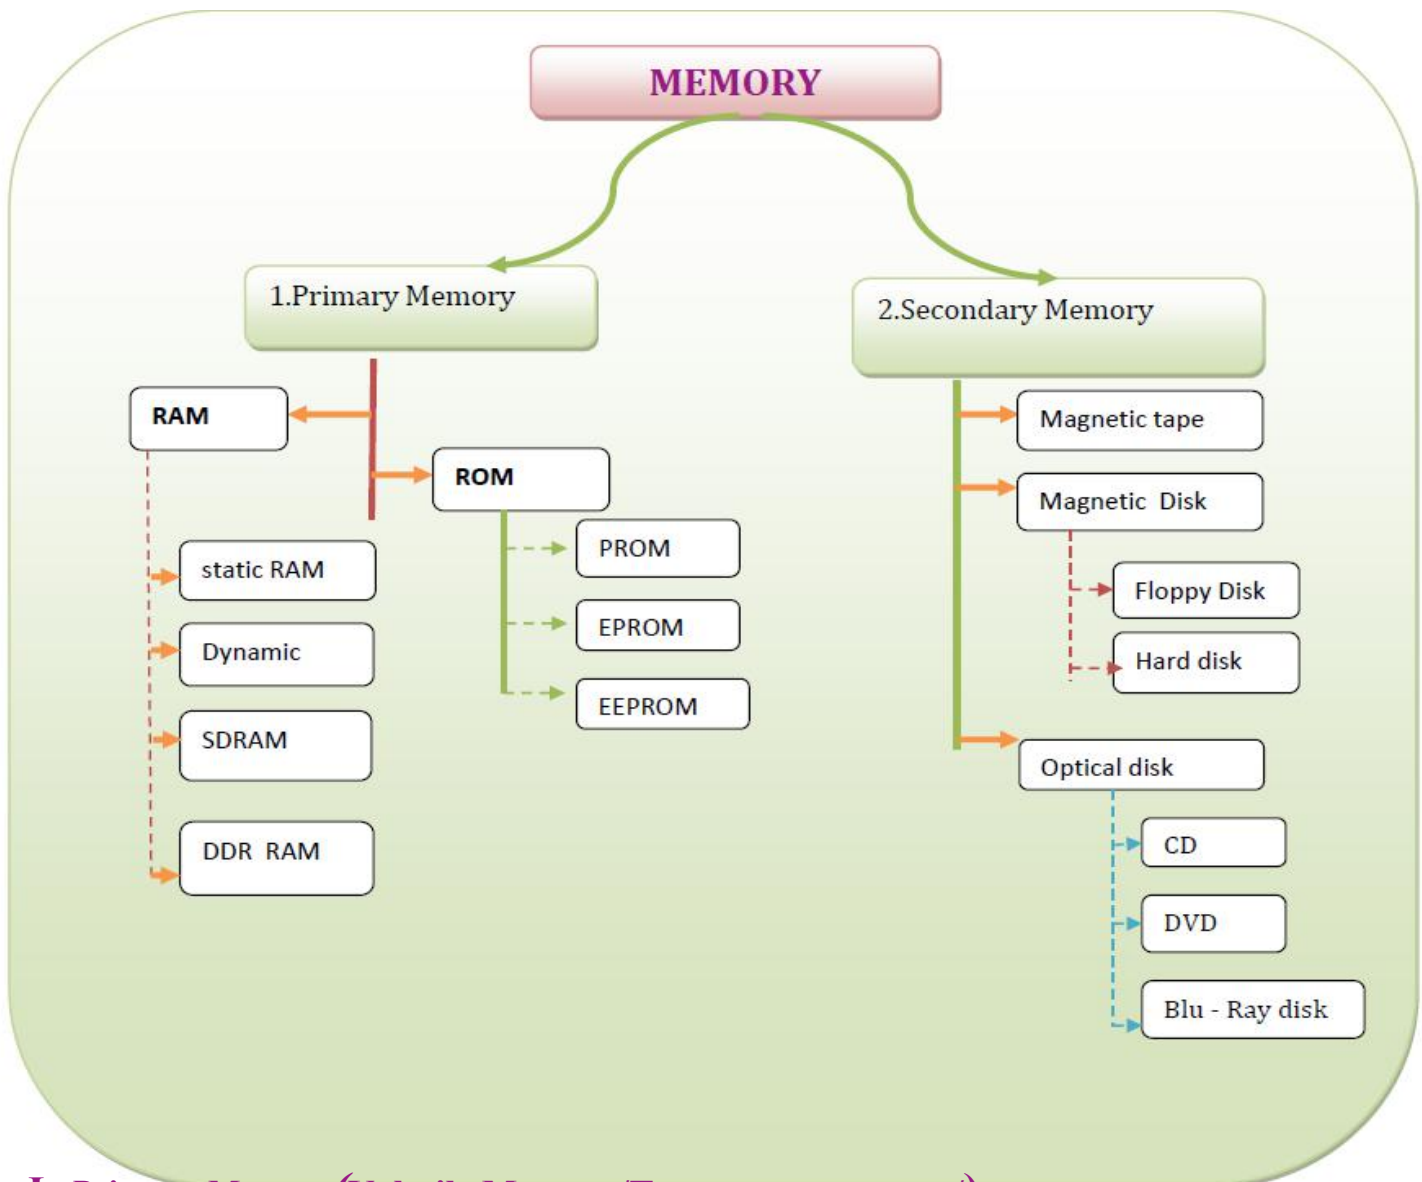 MEMORY
1.Primary Memory
2.Secondary Memory
RAM
ROM
static RAM
Dynamic
SDRAM
DDR RAM
PROM
EPROM
EEPROM
Magnetic tape
Magnetic Disk
Floppy Disk
Hard disk
Optical disk
CD
DVD
Blu - Ray disk